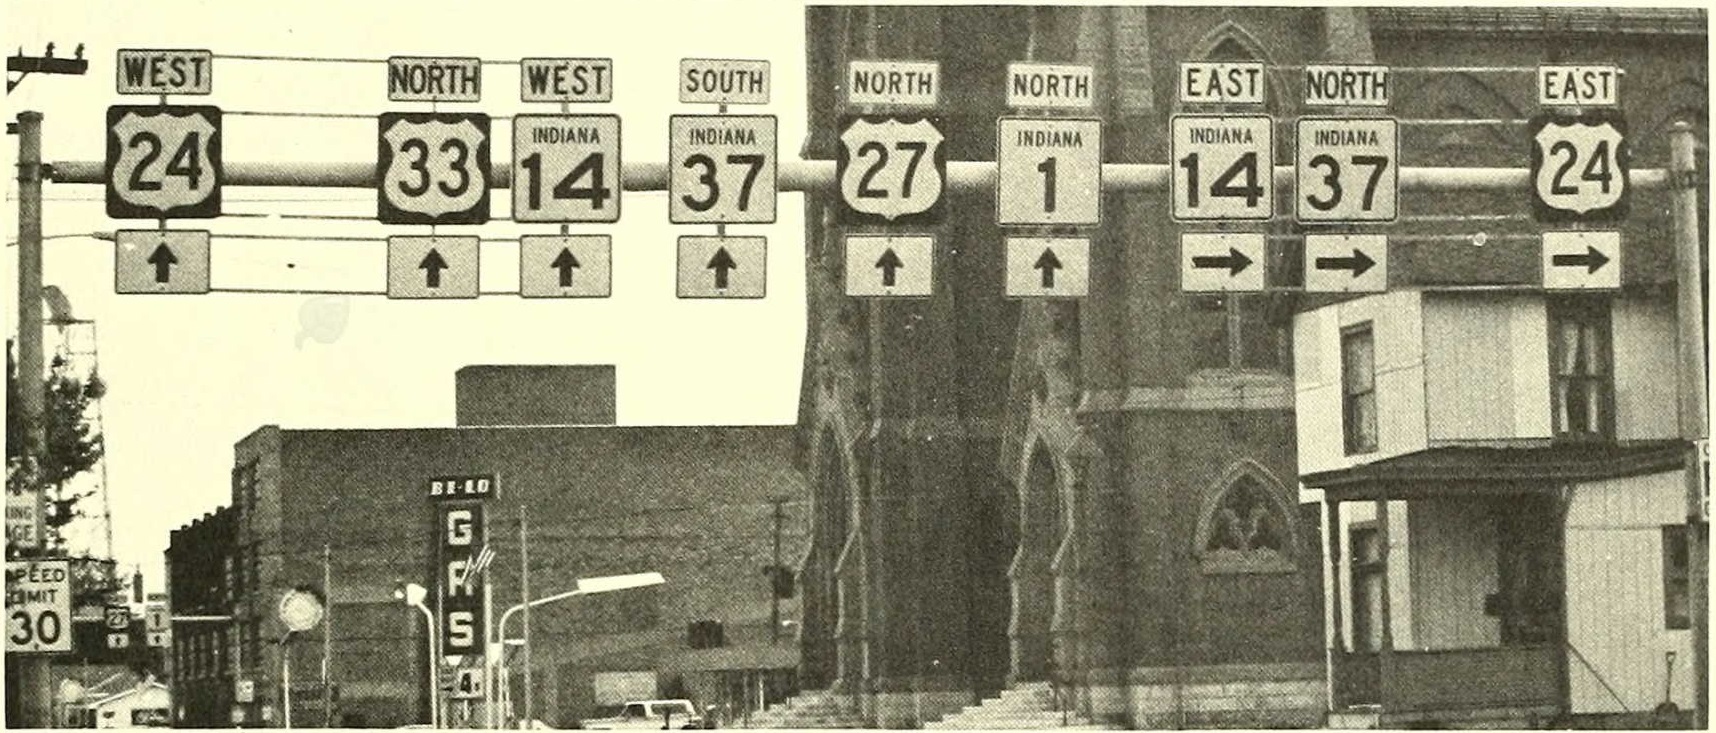 WEST
24
NORTH
33
WEST
INDIANA
14
SOUTH
INDIANA
37
NORTH
27
NORTH
INDIANA
1
EAST
INDIANA
14
NORTH
INDIANA
37
EAST
24
BI-LO
GAS
4
SPEED
LIMIT
30
27
1